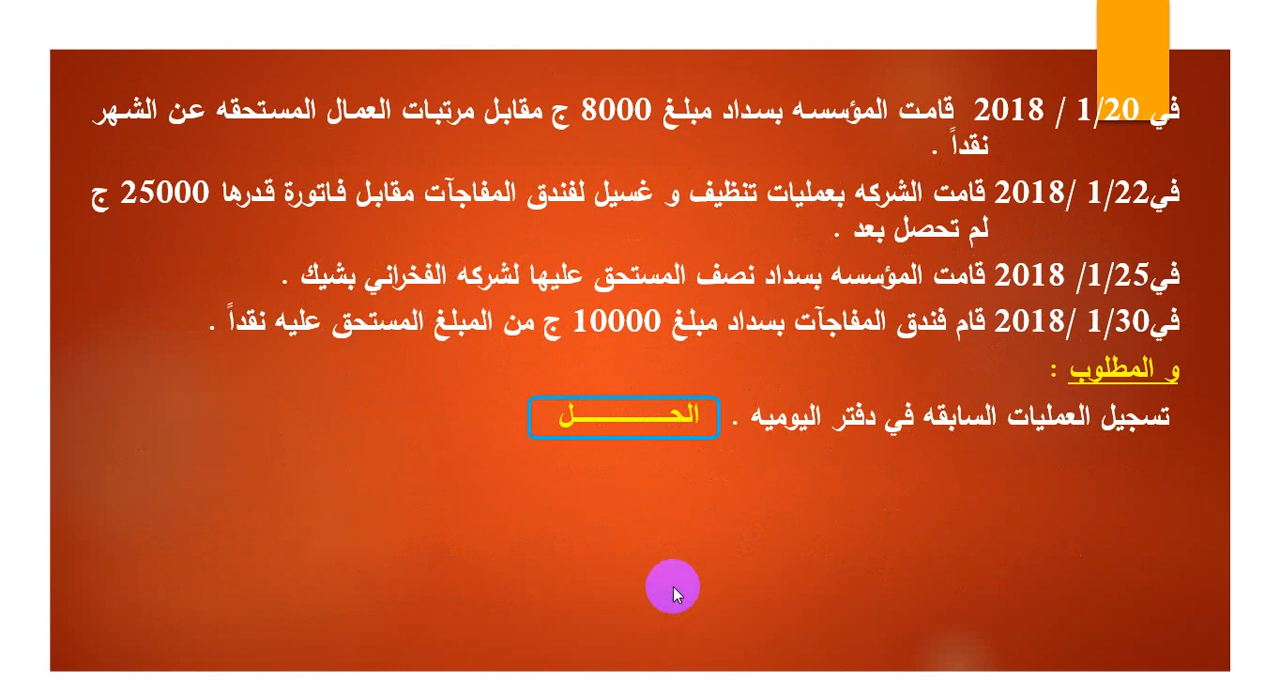 في 1/20 / 2018 قامت المؤسسه بسداد مبلغ 8000 ج مقابل مرتبات العمال المستحقه عن الشهر
نقداً .
في1/22 /2018 قامت الشركه بعمليات تنظيف و غسيل لفندق المفاجآت مقابل فاتورة قدرها 25000 ج
لم تحصل بعد .
في1/25/ 2018 قامت المؤسسه بسداد نصف المستحق عليها لشركه الفخراني بشيك .
في1/30 /2018 قام فندق المفاجآت بسداد مبلغ 10000 ج من المبلغ المستحق عليه نقداً .
و المطلوب :
تسجيل العمليات السابقه في دفتر اليوميه . الحـــــــــل